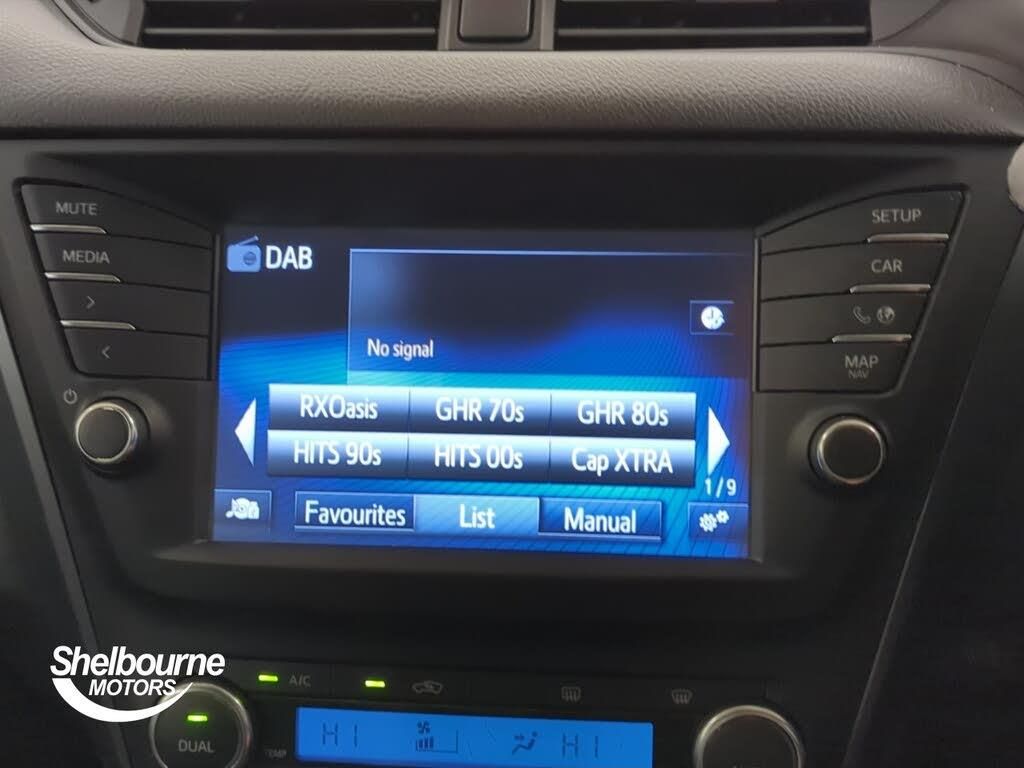 MUTE
MEDIA
SETUP
CAR
MAP
NAV
DAB
No signal
RXOasis GHR 70s GHR 80s
HITS 90s HITS 00s Cap XTRA
1/9
Favourites List Manual
Shelbourne
MOTORS
A/C
DUAL
TEMP
HI
HI